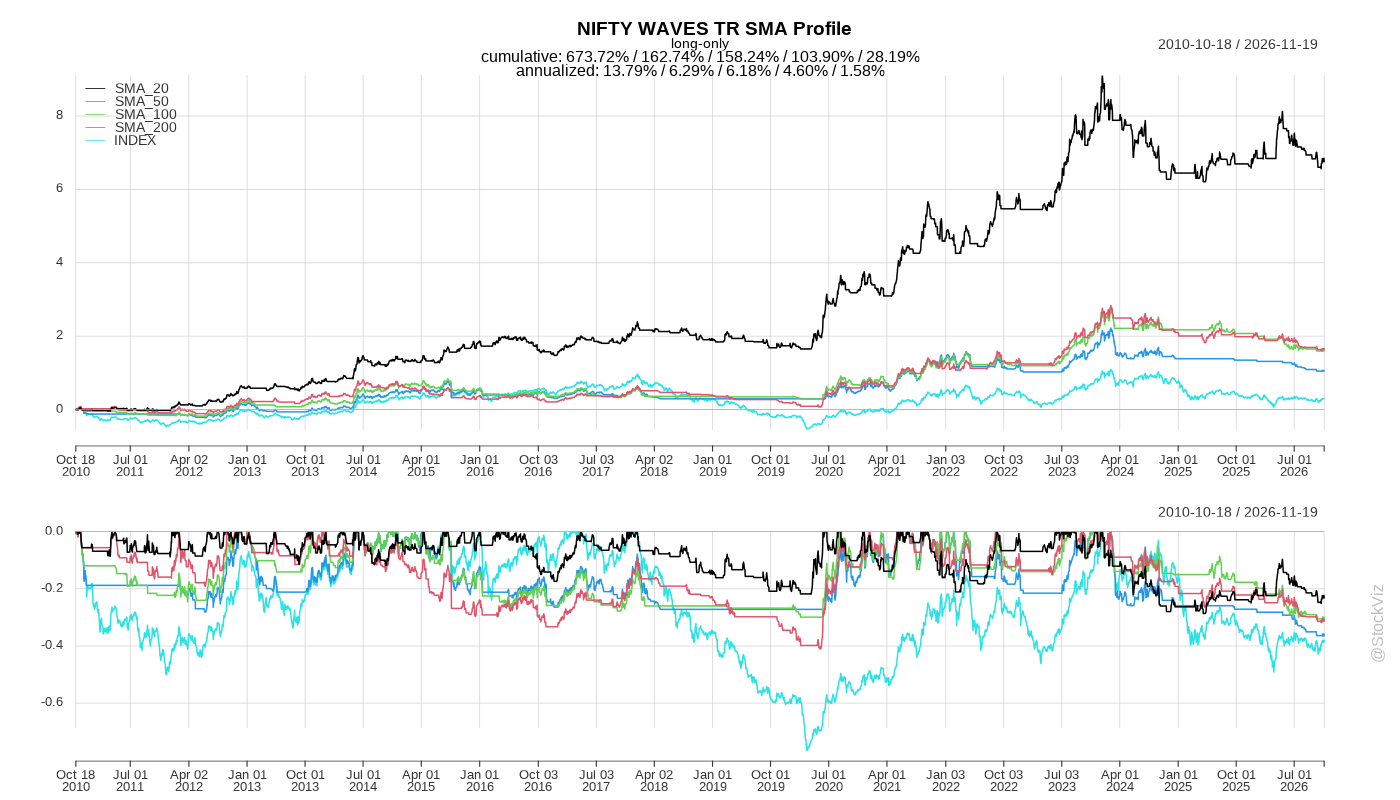 NIFTY WAVES TR SMA Profile
long-only
2010-10-18 / 2026-11-19
cumulative: 673.72% / 162.74% / 158.24% / 103.90% / 28.19%
annualized: 13.79% / 6.29% / 6.18% / 4.60% / 1.58%
SMA_20
SMA_50
SMA_100
SMA_200
INDEX
8
6
4
2
0
Oct 18 Jul 01 Apr 02 Jan 01 Oct 01 Jul 01 Apr 01 Jan 01 Oct 03 Jul 03 Apr 02 Jan 01 Oct 01 Jul 01 Apr 01 Jan 03 Oct 03 Jul 03 Apr 01 Jan 01 Oct 01 Jul 01
2010 2011 2012 2013 2013 2014 2015 2016 2016 2017 2018 2019 2019 2020 2021 2022 2022 2023 2024 2025 2025 2026
2010-10-18 / 2026-11-19
0.0
-0.2
-0.4
-0.6
Oct 18 Jul 01 Apr 02 Jan 01 Oct 01 Jul 01 Apr 01 Jan 01 Oct 03 Jul 03 Apr 02 Jan 01 Oct 01 Jul 01 Apr 01 Jan 03 Oct 03 Jul 03 Apr 01 Jan 01 Oct 01 Jul 01
2010 2011 2012 2013 2013 2014 2015 2016 2016 2017 2018 2019 2019 2020 2021 2022 2022 2023 2024 2025 2025 2026
@StockViz